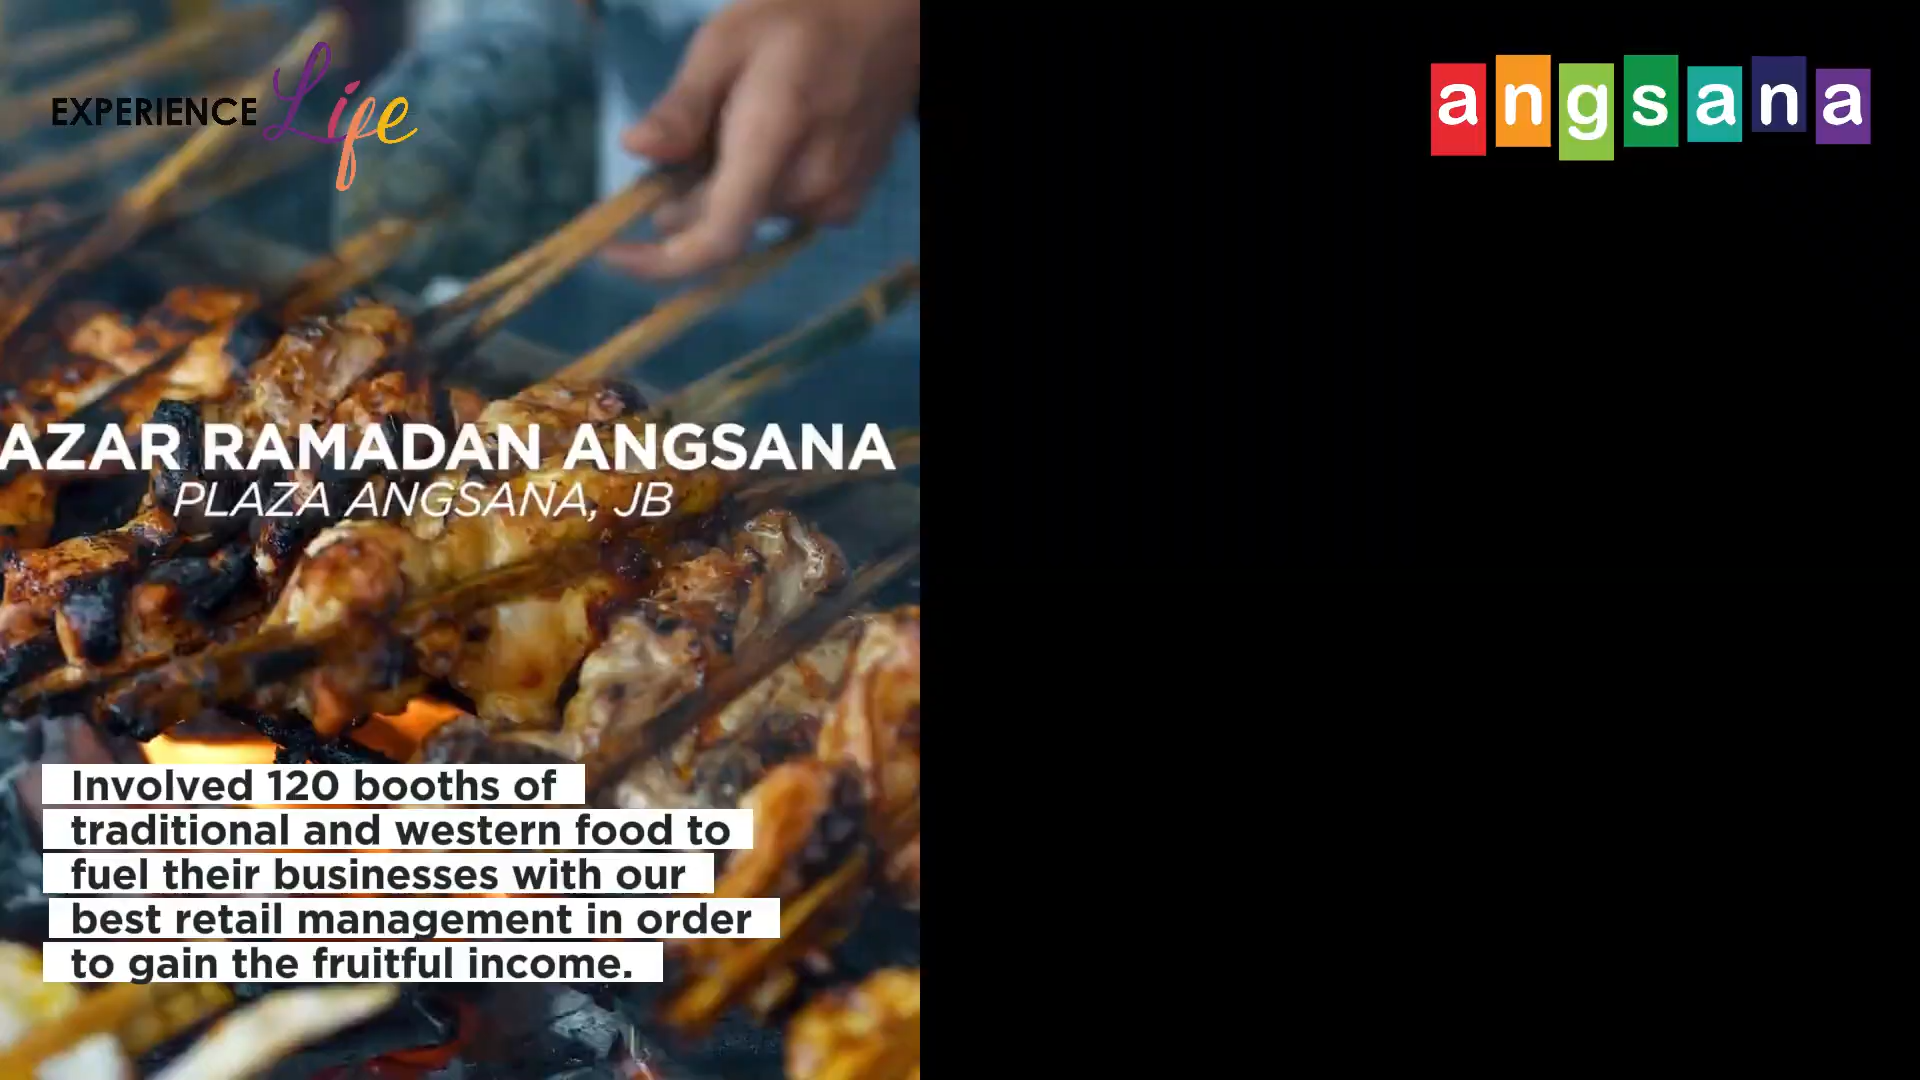 EXPERIENCE Life
angsana
AZAR RAMADAN ANGSANA
PLAZA ANGSANA, JB
Involved 120 booths of
traditional and western food to
fuel their businesses with our
best retail management in order
to gain the fruitful income.